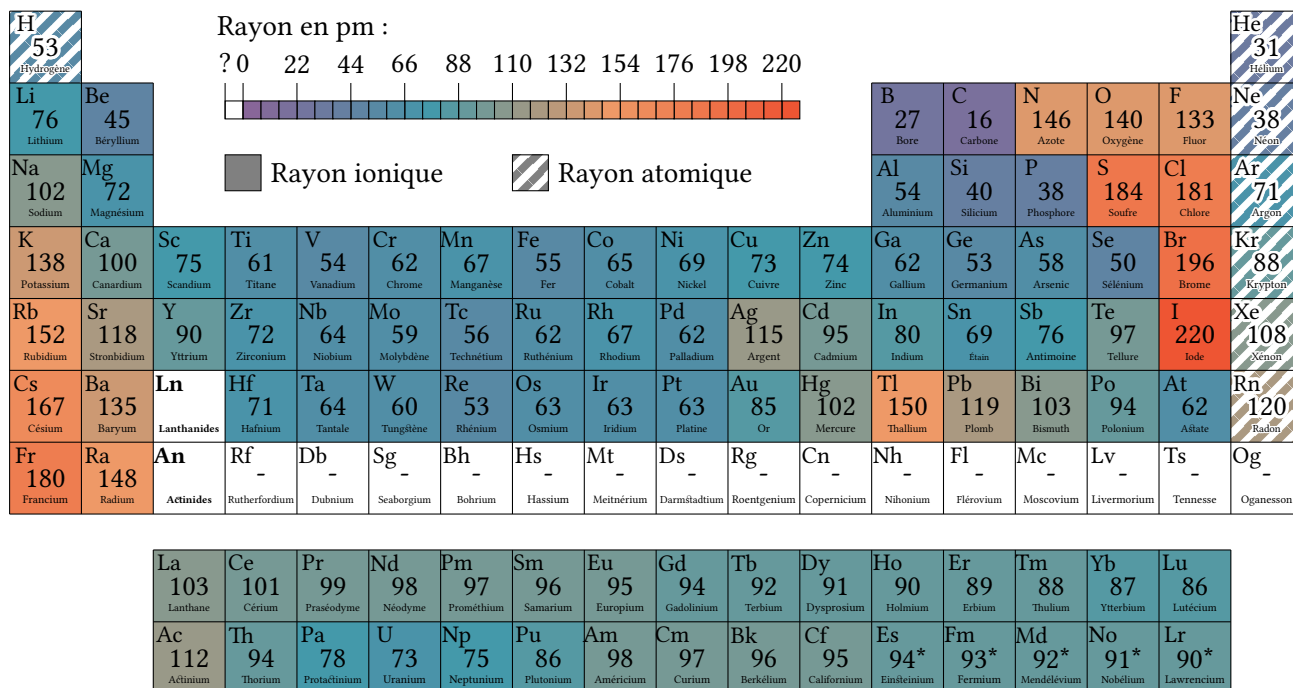 H He
53 Rayon en pm : 31
Hydrogène Hélium
? 0 22 44 66 88 110 132 154 176 198 220
Li Be B C N O F Ne
76 45 27 16 146 140 133 38
Lithium Béryllium Bore Carbone Azote Oxygène Fluor Néon
Na Mg Al Si P S Cl Ar
102 72 Rayon ionique Rayon atomique 54 40 38 184 181 71
Sodium Magnésium Aluminium Silicium Phosphore Soufre Chlore Argon
K Ca Sc Ti V Cr Mn Fe Co Ni Cu Zn Ga Ge As Se Br Kr
138 100 75 61 54 62 67 55 65 69 73 74 62 53 58 50 196 88
Potassium Canardium Scandium Titane Vanadium Chrome Manganèse Fer Cobalt Nickel Cuivre Zinc Gallium Germanium Arsenic Sélénium Brome Krypton
Rb Sr Y Zr Nb Mo Tc Ru Rh Pd Ag Cd In Sn Sb Te I Xe
152 118 90 72 64 59 56 62 67 62 115 95 80 69 76 97 220 108
Rubidium Stronbidium Yttrium Zirconium Niobium Molybdène Technétium Ruthénium Rhodium Palladium Argent Cadmium Indium Étain Antimoine Tellure Iode Xénon
Cs Ba Ln Hf Ta W Re Os Ir Pt Au Hg Tl Pb Bi Po At Rn
167 135 71 64 60 53 63 63 63 85 102 150 119 103 94 62 120
Césium Baryum Lanthanides Hafnium Tantale Tungstène Rhénium Osmium Iridium Platine Or Mercure Thallium Plomb Bismuth Polonium Astate Radon
Fr Ra An Rf Db Sg Bh Hs Mt Ds Rg Cn Nh Fl Mc Lv Ts Og
180 148 - - - - - - - - - - - - - - -
Francium Radium Actinides Rutherfordium Dubnium Seaborgium Bohrium Hassium Meitnérium Darmstadtium Roentgenium Copernicium Nihonium Flérovium Moscovium Livermorium Tennesse Oganesson
La Ce Pr Nd Pm Sm Eu Gd Tb Dy Ho Er Tm Yb Lu
103 101 99 98 97 96 95 94 92 91 90 89 88 87 86
Lanthane Cérium Praséodyme Néodyme Prométhium Samarium Europium Gadolinium Terbium Dysprosium Holmium Erbium Thulium Ytterbium Lutécium
Ac Th Pa U Np Pu Am Cm Bk Cf Es Fm Md No Lr
112 94 78 73 75 86 98 97 96 95 94* 93* 92* 91* 90*
Actinium Thorium Protactinium Uranium Neptunium Plutonium Américium Curium Berkélium Californium Einsteinium Fermium Mendélévium Nobélium Lawrencium